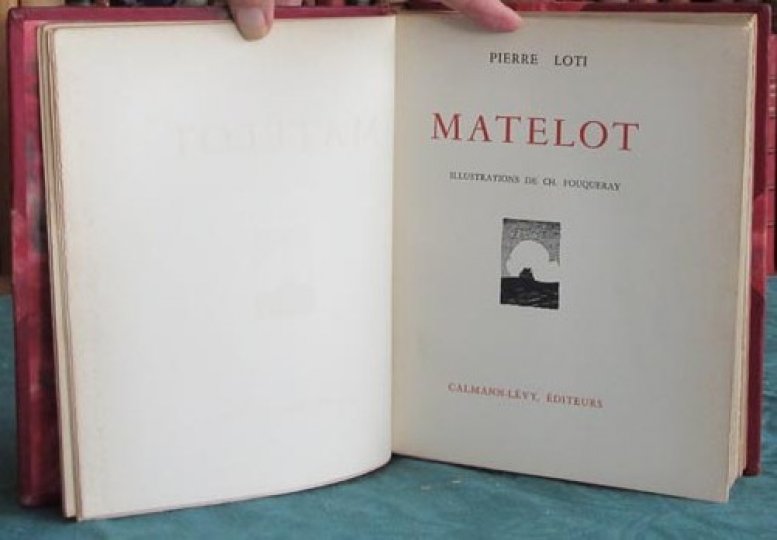 PIERRE LOTI
MATELOT
ILLUSTRATIONS DE CH. FOUQUERAY
CALMANN-LÉVY, ÉDITEURS